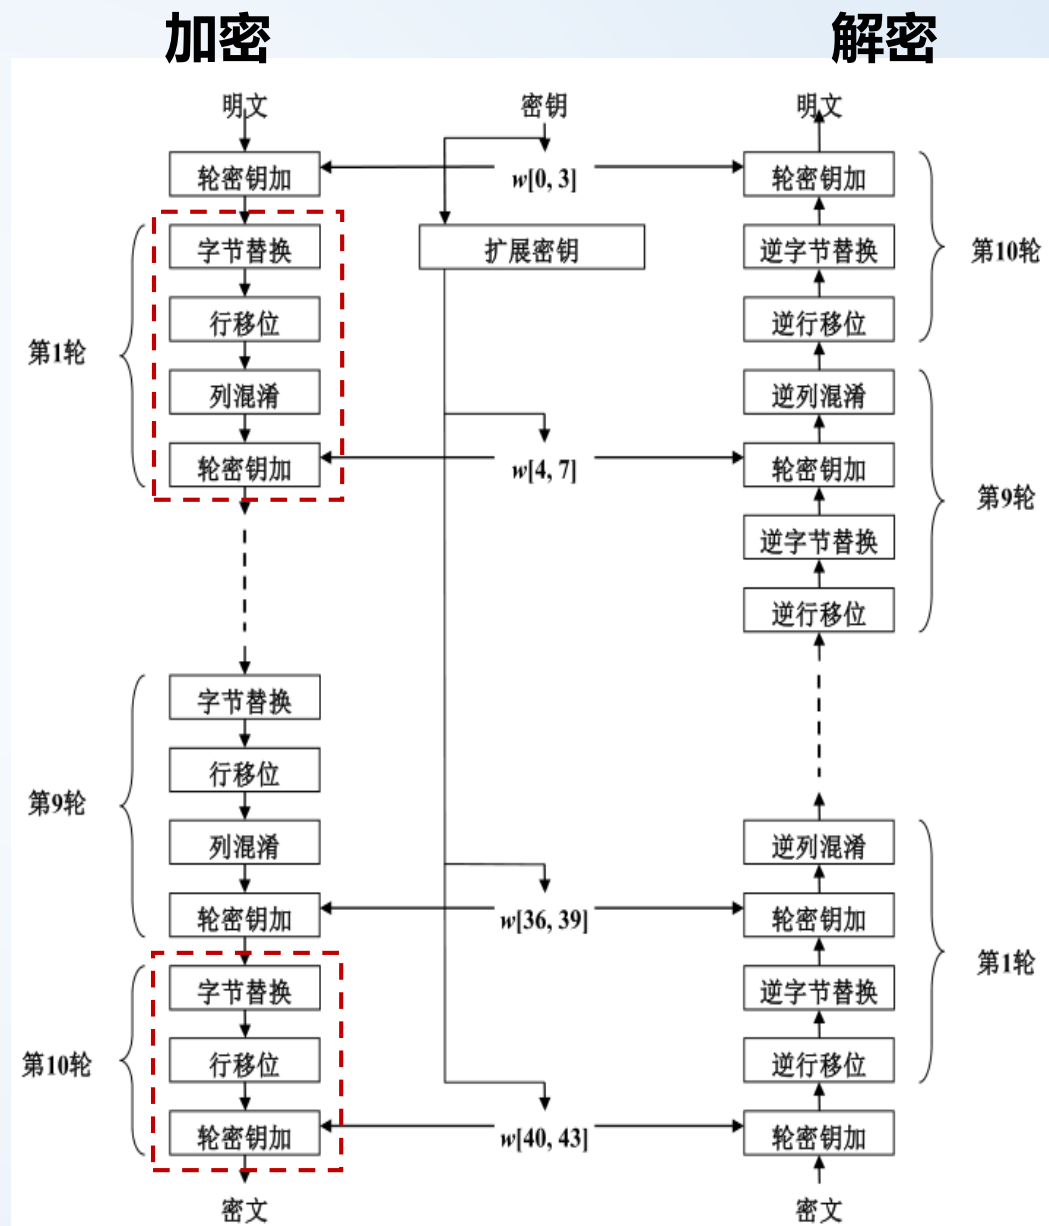 加密
解密
明文
密钥
明文
轮密钥加
w[0, 3]
轮密钥加
字节替换
扩展密钥
逆字节替换
第10轮
行移位
逆行移位
第1轮
列混淆
逆列混淆
轮密钥加
w[4, 7]
轮密钥加
第9轮
逆字节替换
逆行移位
字节替换
行移位
第9轮
列混淆
逆列混淆
轮密钥加
w[36, 39]
轮密钥加
第1轮
字节替换
逆字节替换
第10轮
行移位
逆行移位
轮密钥加
w[40, 43]
轮密钥加
密文
密文